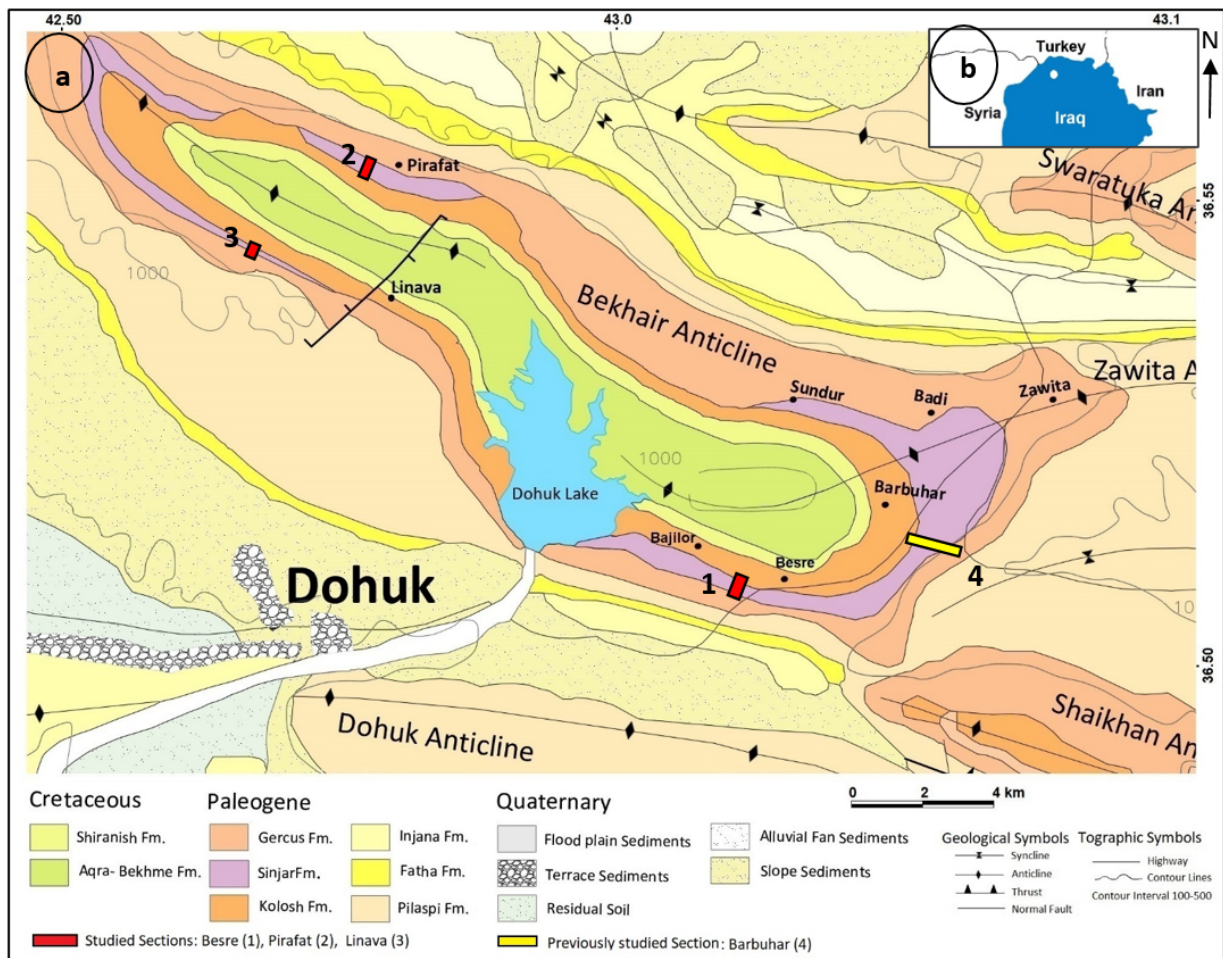 42.50
43.0
43.1
a
b
Turkey
Syria
Iraq
Iran
N
2
Pirafat
Swaratuka An
36.55
3
1000
Linava
Bekhair Anticline
Zawita A
Sundur
Badi
Zawita
1000
Dohuk Lake
Barbuhar
Bajilor
Besre
1
4
Dohuk
10
36.50
Dohuk Anticline
Shaikhan An
Cretaceous
Paleogene
Quaternary
0 2 4 km
Shiranish Fm.
Gercus Fm.
Injana Fm.
Flood plain Sediments
Alluvial Fan Sediments
Geological Symbols
Tographic Symbols
Aqra- Bekhme Fm.
SinjarFm.
Fatha Fm.
Terrace Sediments
Slope Sediments
Syncline
Anticline
Thrust
Normal Fault
Highway
Contour Lines
Contour Interval 100-500
Kolosh Fm.
Pilaspi Fm.
Residual Soil
Studied Sections: Besre (1), Pirafat (2), Linava (3)
Previously studied Section: Barbuhar (4)